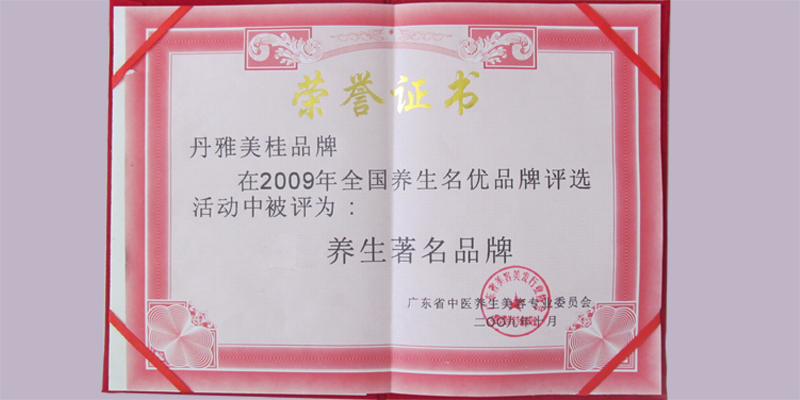 荣誉证书
丹雅美桂品牌
在2009年全国养生名优品牌评选
活动中被评为：
养生著名品牌
广东省中医养生美容专业委员会
二〇〇九年十月